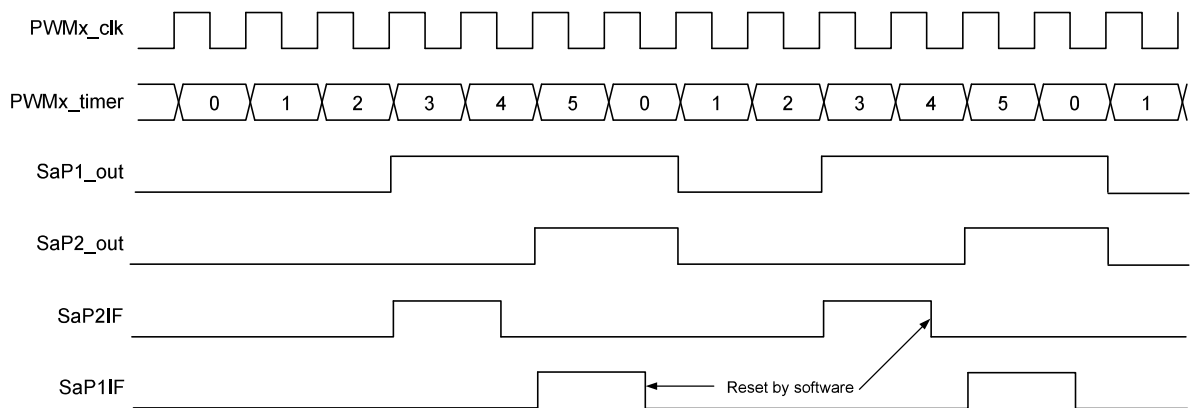 PWMx_clk
PWMx_timer 0 1 2 3 4 5 0 1 2 3 4 5 0 1
SaP1_out
SaP2_out
SaP2IF
SaP1IF
Reset by software